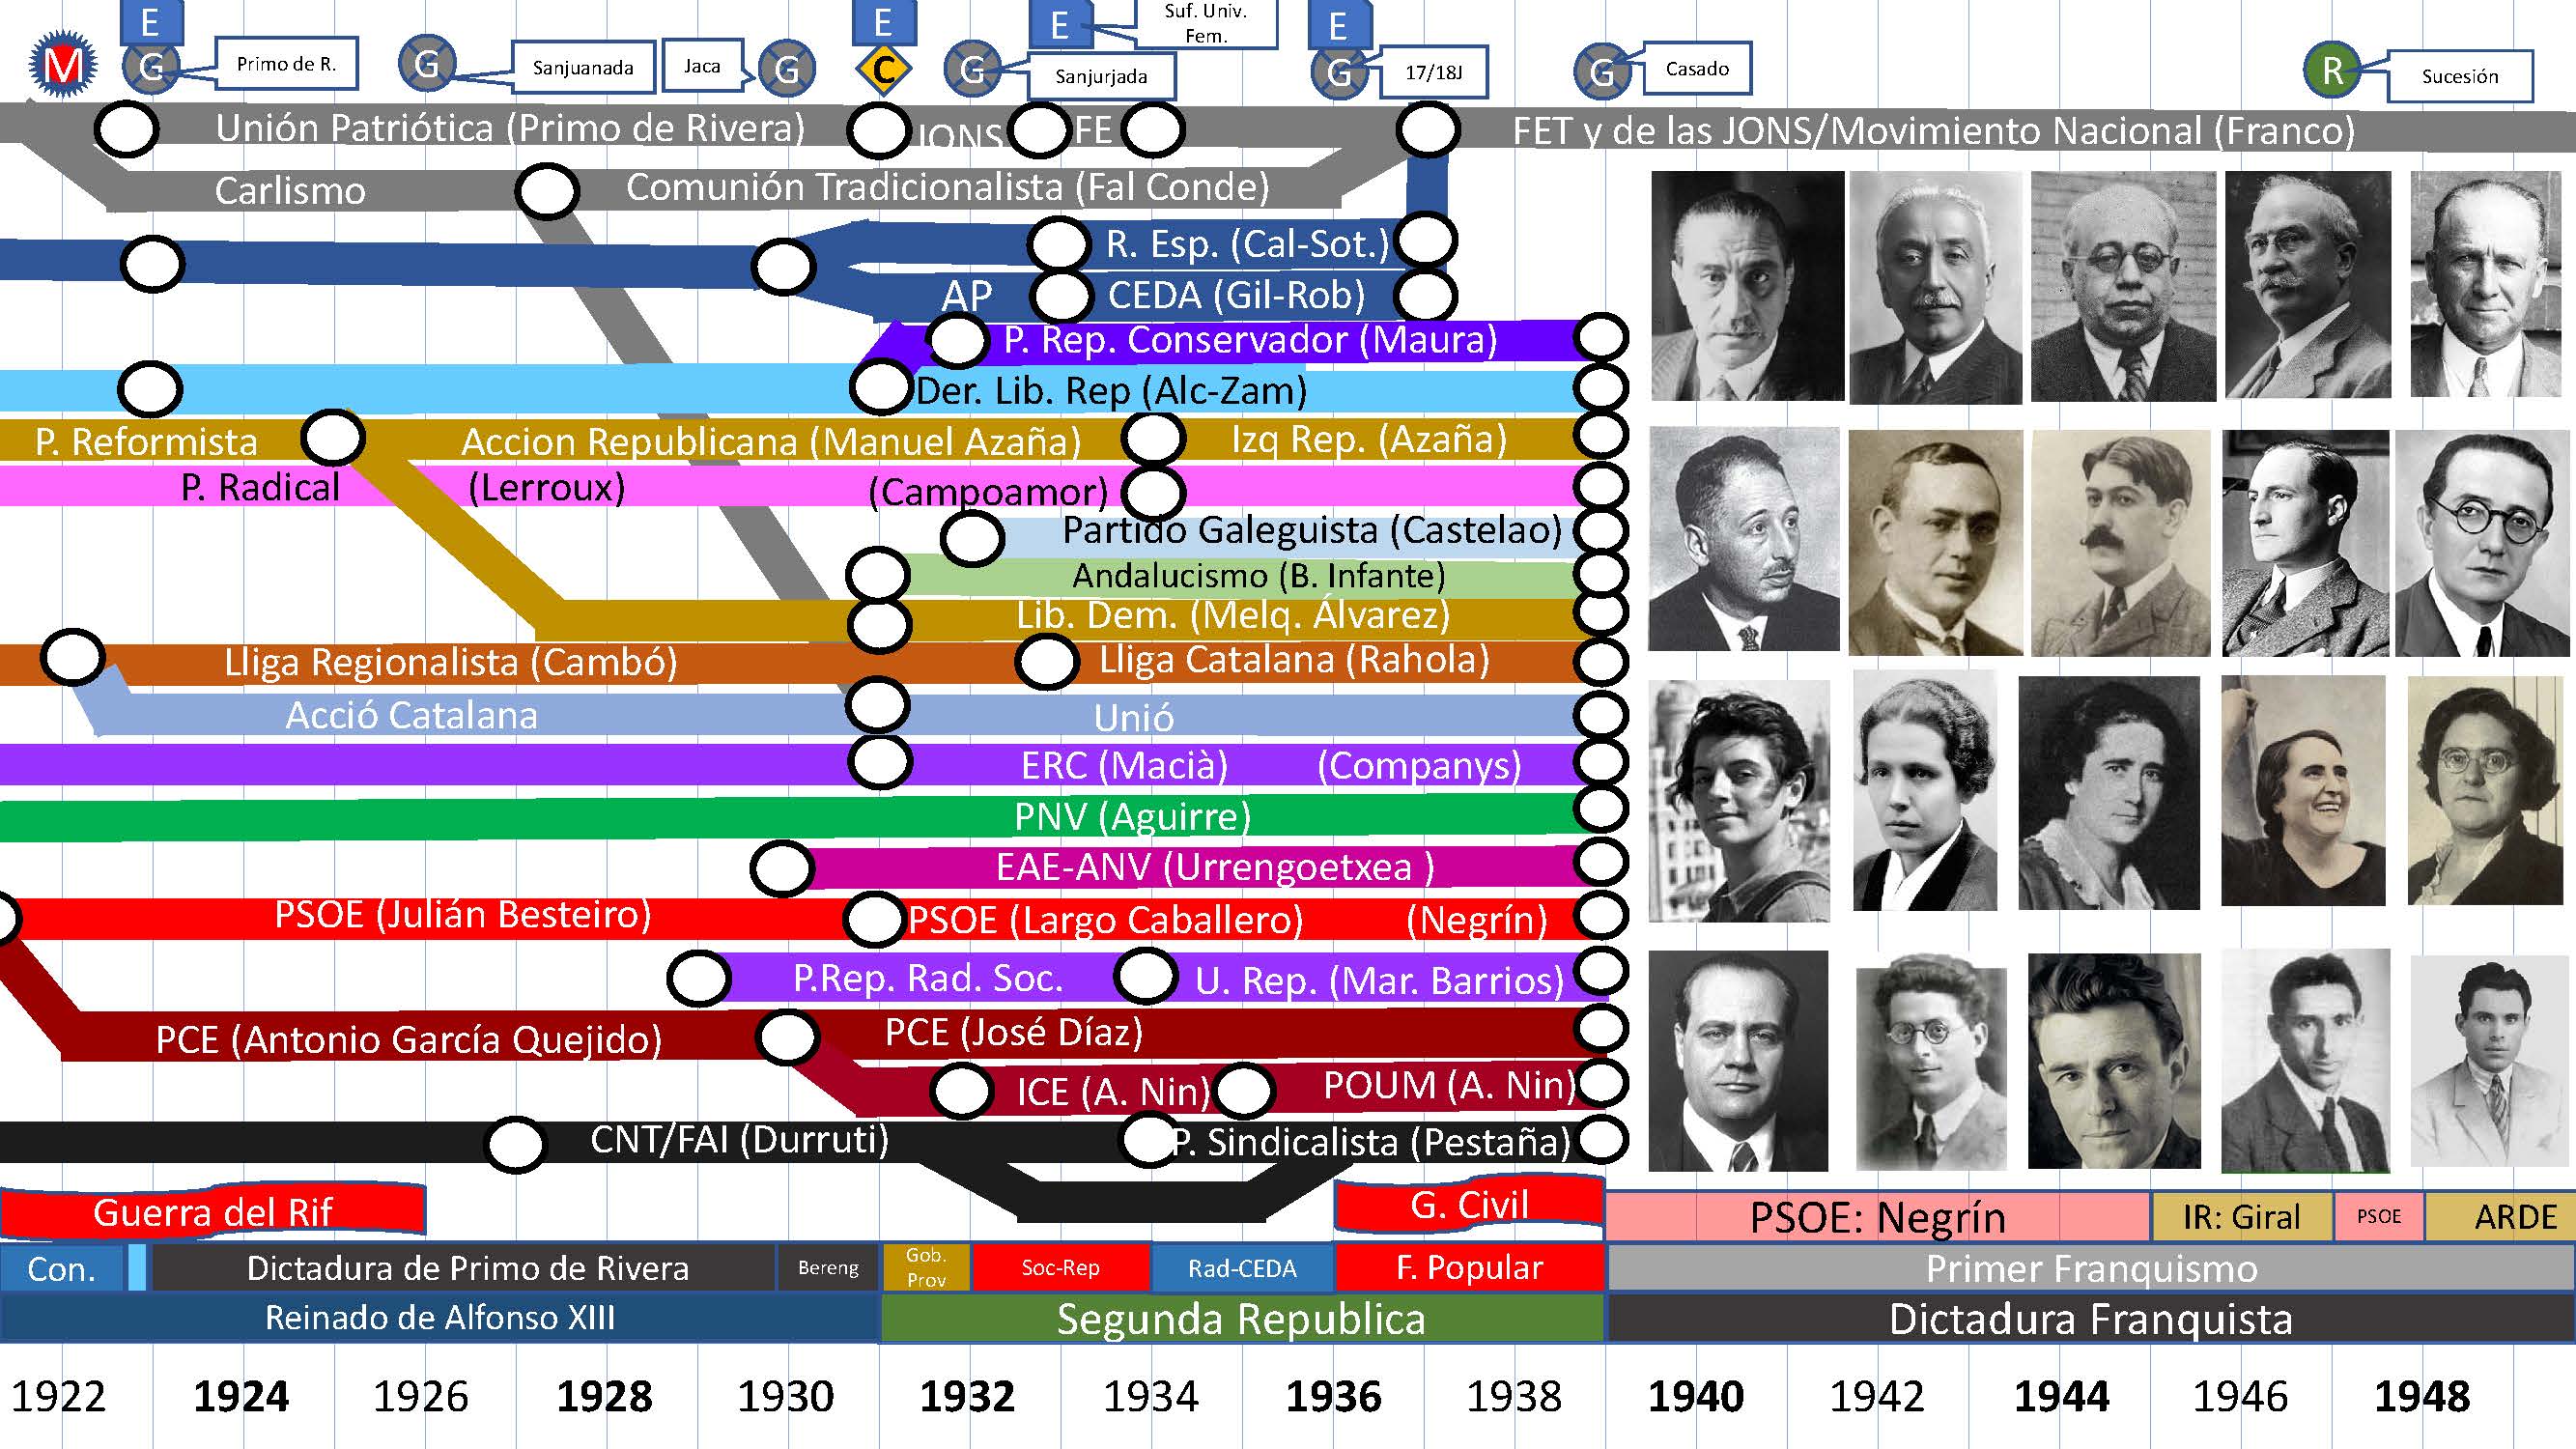 E
E
E
E
Suf. Univ.
Fem.
M
G
Primo de R.
G
Sanjuanada
Jaca
G
C
G
Sanjurjada
G
17/18J
G
Casado
R
Sucesión
Unión Patriótica (Primo de Rivera)
JONS
FE
FET y de las JONS/Movimiento Nacional (Franco)
Carlismo
Comunión Tradicionalista (Fal Conde)
R. Esp. (Cal-Sot.)
AP
CEDA (Gil-Rob)
P. Rep. Conservador (Maura)
Der. Lib. Rep (Alc-Zam)
P. Reformista
Accion Republicana (Manuel Azaña)
Izq Rep. (Azaña)
P. Radical
(Lerroux)
(Campoamor)
Partido Galeguista (Castelao)
Andalucismo (B. Infante)
Lib. Dem. (Melq. Álvarez)
Lliga Regionalista (Cambó)
Lliga Catalana (Rahola)
Acció Catalana
Unió
ERC (Macià)
(Companys)
PNV (Aguirre)
EAE-ANV (Urrengoetxea )
PSOE (Julián Besteiro)
PSOE (Largo Caballero)
(Negrín)
P.Rep. Rad. Soc.
U. Rep. (Mar. Barrios)
PCE (Antonio García Quejido)
PCE (José Díaz)
ICE (A. Nin)
POUM (A. Nin)
CNT/FAI (Durruti)
P. Sindicalista (Pestaña)
Guerra del Rif
G. Civil
PSOE: Negrín
IR: Giral
PSOE
ARDE
Con.
Dictadura de Primo de Rivera
Bereng
Gob.
Prov
Soc-Rep
Rad-CEDA
F. Popular
Primer Franquismo
Reinado de Alfonso XIII
Segunda Republica
Dictadura Franquista
1922
1924
1926
1928
1930
1932
1934
1936
1938
1940
1942
1944
1946
1948